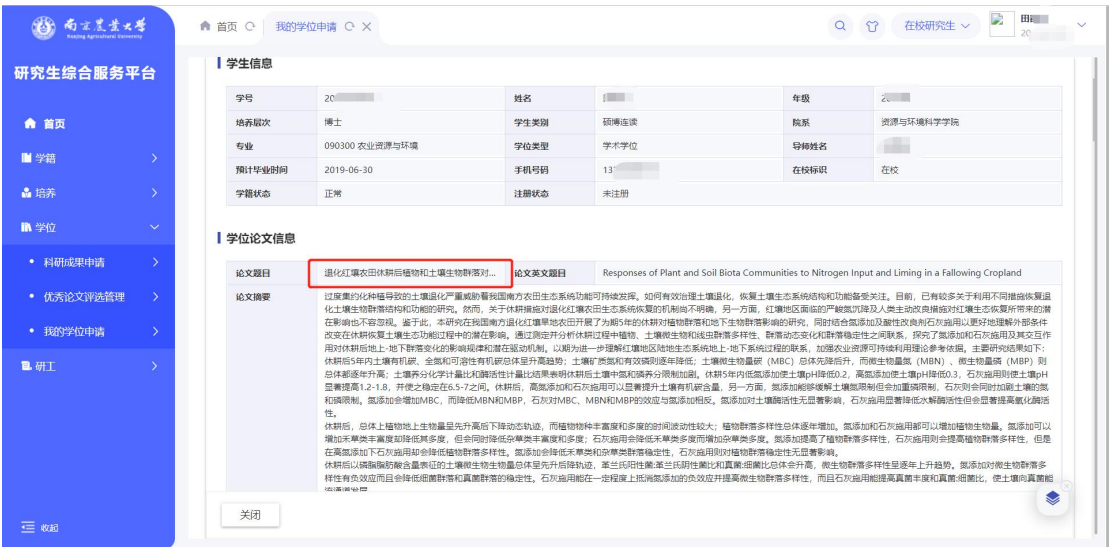 南京农业大学
Nanjing Agricultural University
首页
我的学位申请
在校研究生
田
20
研究生综合服务平台
首页
学籍
培养
学位
科研成果申请
优秀论文评选管理
我的学位申请
研工
收起
学生信息
学号 20 姓名 年级 2
培养层次 博士 学生类别 硕博连读 院系 资源与环境科学学院
专业 090300 农业资源与环境 学位类型 学术学位 导师姓名
预计毕业时间 2019-06-30 手机号码 13 在校标识 在校
学籍状态 正常 注册状态 未注册
学位论文信息
论文题目 退化红壤农田休耕后植物和土壤生物群落对... 论文英文题目 Responses of Plant and Soil Biota Communities to Nitrogen Input and Liming in a Fallowing Cropland
论文摘要 过度集约化种植导致的土壤退化严重威胁着我国南方农田生态系统功能可持续发挥。如何有效治理土壤退化，恢复土壤生态系统结构和功能备受关注。目前，已有较多关于利用不同措施恢复退
化土壤生物群落结构和功能的研究。然而，关于休耕措施对退化红壤农田生态系统恢复的机制尚不明确，另一方面，红壤地区面临的严峻氮沉降及人类主动改良措施对红壤生态恢复所带来的潜
在影响也不容忽视。鉴于此，本研究在我国南方退化红壤旱地农田开展了为期5年的休耕对植物群落和地下生物群落影响的研究，同时结合氮添加及酸性改良剂石灰施用以更好地理解外部条件
改变在休耕恢复土壤生态功能过程中的潜在影响。通过测定并分析休耕过程中植物、土壤微生物和线虫群落多样性、群落动态变化和群落稳定性之间联系，探究了氮添加和石灰施用及其交互作
用对休耕后地上-地下群落变化的影响规律和潜在驱动机制。以期为进一步理解红壤地区陆地生态系统地上-地下系统过程的联系，加强农业资源可持续利用理论参考依据。主要研究结果如下：
休耕后5年内土壤有机碳、全氮和可溶性有机碳总体呈升高趋势；土壤矿质氮和有效磷则逐年降低；土壤微生物量碳（MBC）总体先降后升，而微生物量氮（MBN）、微生物量磷（MBP）则
总体都逐年升高；土壤养分化学计量比和酶活性计量比结果表明休耕后土壤中氮和磷养分限制加剧。休耕5年内低氮添加使土壤pH降低0.2，高氮添加使土壤pH降低0.3，石灰施用则使土壤pH
显著提高1.2-1.8，并使之稳定在6.5-7之间。休耕后，高氮添加和石灰施用可以显著提升土壤有机碳含量，另一方面，氮添加能够缓解土壤氮限制但会加重磷限制，石灰则会同时加剧土壤的氮
和磷限制。氮添加会增加MBC，而降低MBN和MBP，石灰对MBC、MBN和MBP的效应与氮添加相反。氮添加对土壤酶活性无显著影响，石灰施用显著降低水解酶活性但会显著提高氧化酶活
性。
休耕后，总体上植物地上生物量呈先升高后下降动态轨迹，而植物物种丰富度和多度的时间波动性较大；植物群落多样性总体逐年增加。氮添加和石灰施用都可以增加植物生物量。氮添加可以
增加禾草类丰富度却降低其多度，但会同时降低杂草类丰富度和多度；石灰施用会降低禾草类多度而增加杂草类多度。氮添加提高了植物群落多样性，石灰施用则会提高植物群落多样性，但是
在高氮添加下石灰施用却会降低植物群落多样性。氮添加会降低禾草类和杂草类群落稳定性，石灰施用则对植物群落稳定性无显著影响。
休耕后以磷脂脂肪酸含量表征的土壤微生物生物量总体呈先升后降轨迹，革兰氏阳性菌:革兰氏阴性菌比和真菌:细菌比总体会升高，微生物群落多样性呈逐年上升趋势。氮添加对微生物群落多
样性有负效应而且会降低细菌群落和真菌群落的稳定性。石灰施用能在一定程度上抵消氮添加的负效应并提高微生物群落多样性，而且石灰施用能提高真菌丰度和真菌:细菌比，使土壤向真菌能
关闭